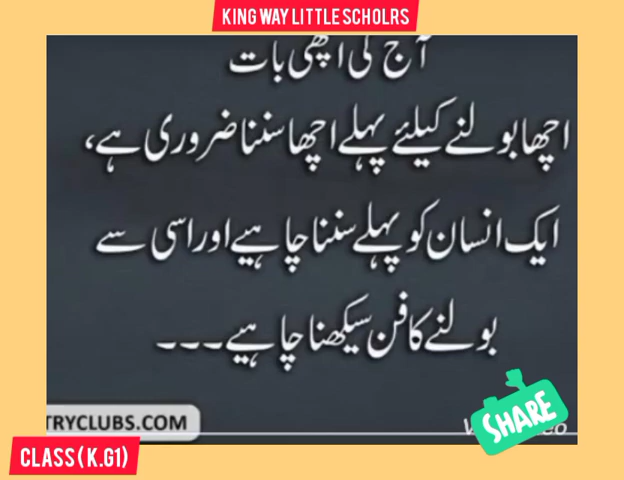 KING WAY LITTLE SCHOLRS
آج کی اچھی بات
اچھا بولنے کیلئے پہلے اچھا سننا ضروری ہے،
ایک انسان کو پہلے سننا چاہیے اور اسی سے
بولنے کا فن سیکھنا چاہیے۔۔۔
TRYCLUBS.COM
SHARE
CLASS ( K.G1)